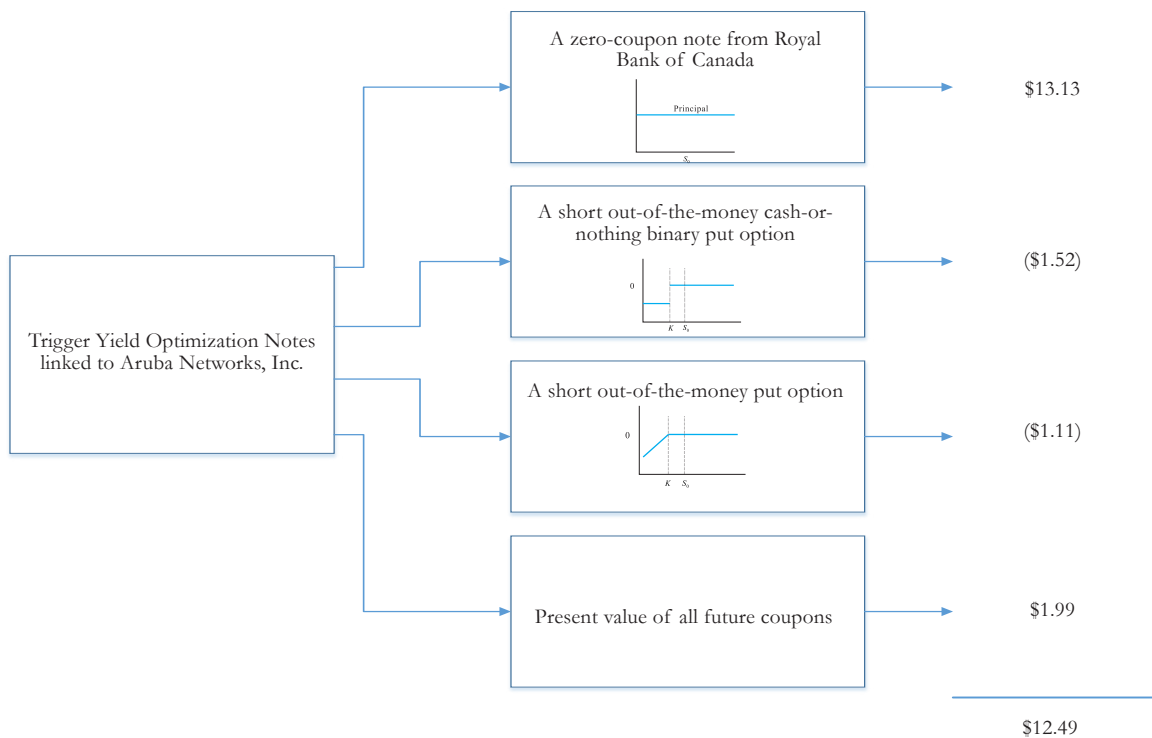 Trigger Yield Optimization Notes
linked to Aruba Networks, Inc.
A zero-coupon note from Royal
Bank of Canada
Principal
S₀
$13.13
A short out-of-the-money cash-or-
nothing binary put option
0
K S₀
($1.52)
A short out-of-the-money put option
0
K S₀
($1.11)
Present value of all future coupons
$1.99
$12.49